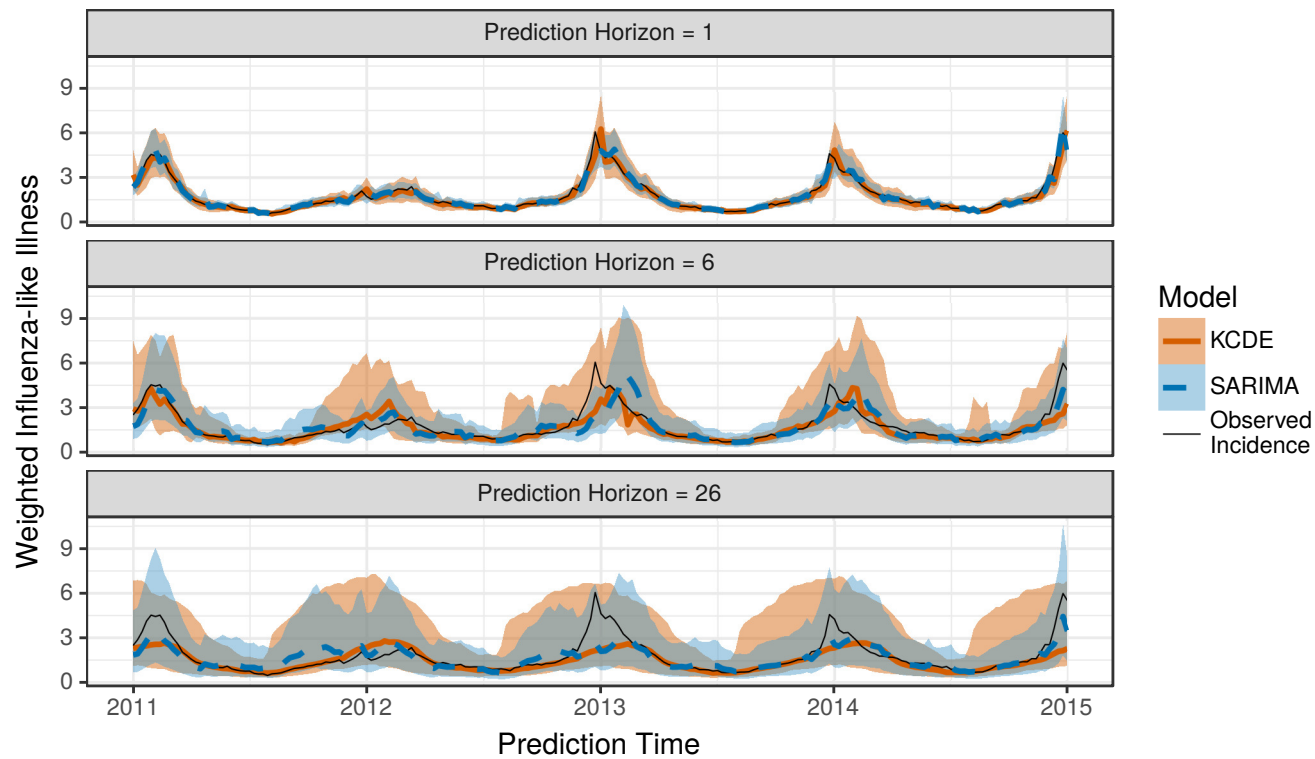 Prediction Horizon = 1
9
6
3
0
Prediction Horizon = 6
9
6
3
0
Prediction Horizon = 26
9
6
3
0
2011
2012
2013
2014
2015
Prediction Time
Weighted Influenza-like Illness
Model
KCDE
SARIMA
Observed
Incidence